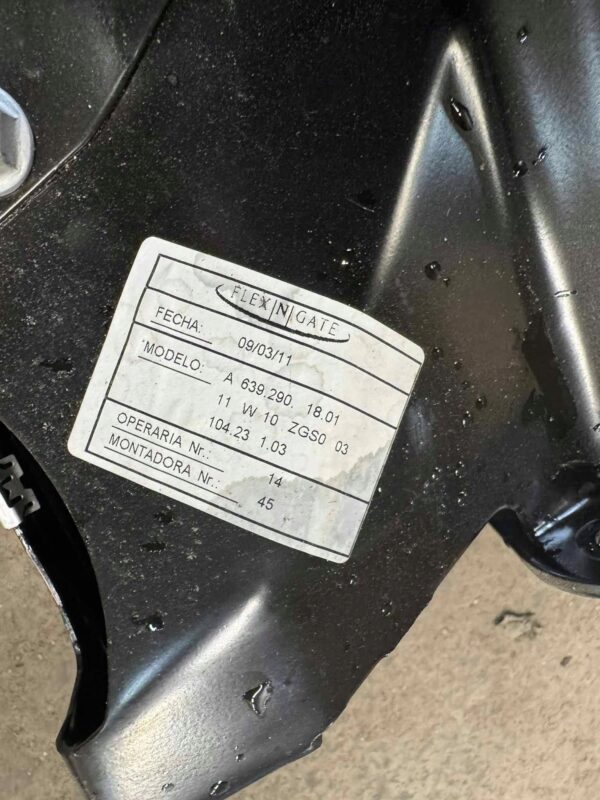 FLEX|N|GATE
FECHA: 09/03/11
MODELO: A 639.290. 18.01
11 W 10 ZGS0 03
104.23 1.03
OPERARIA Nr.: 14
MONTADORA Nr.: 45